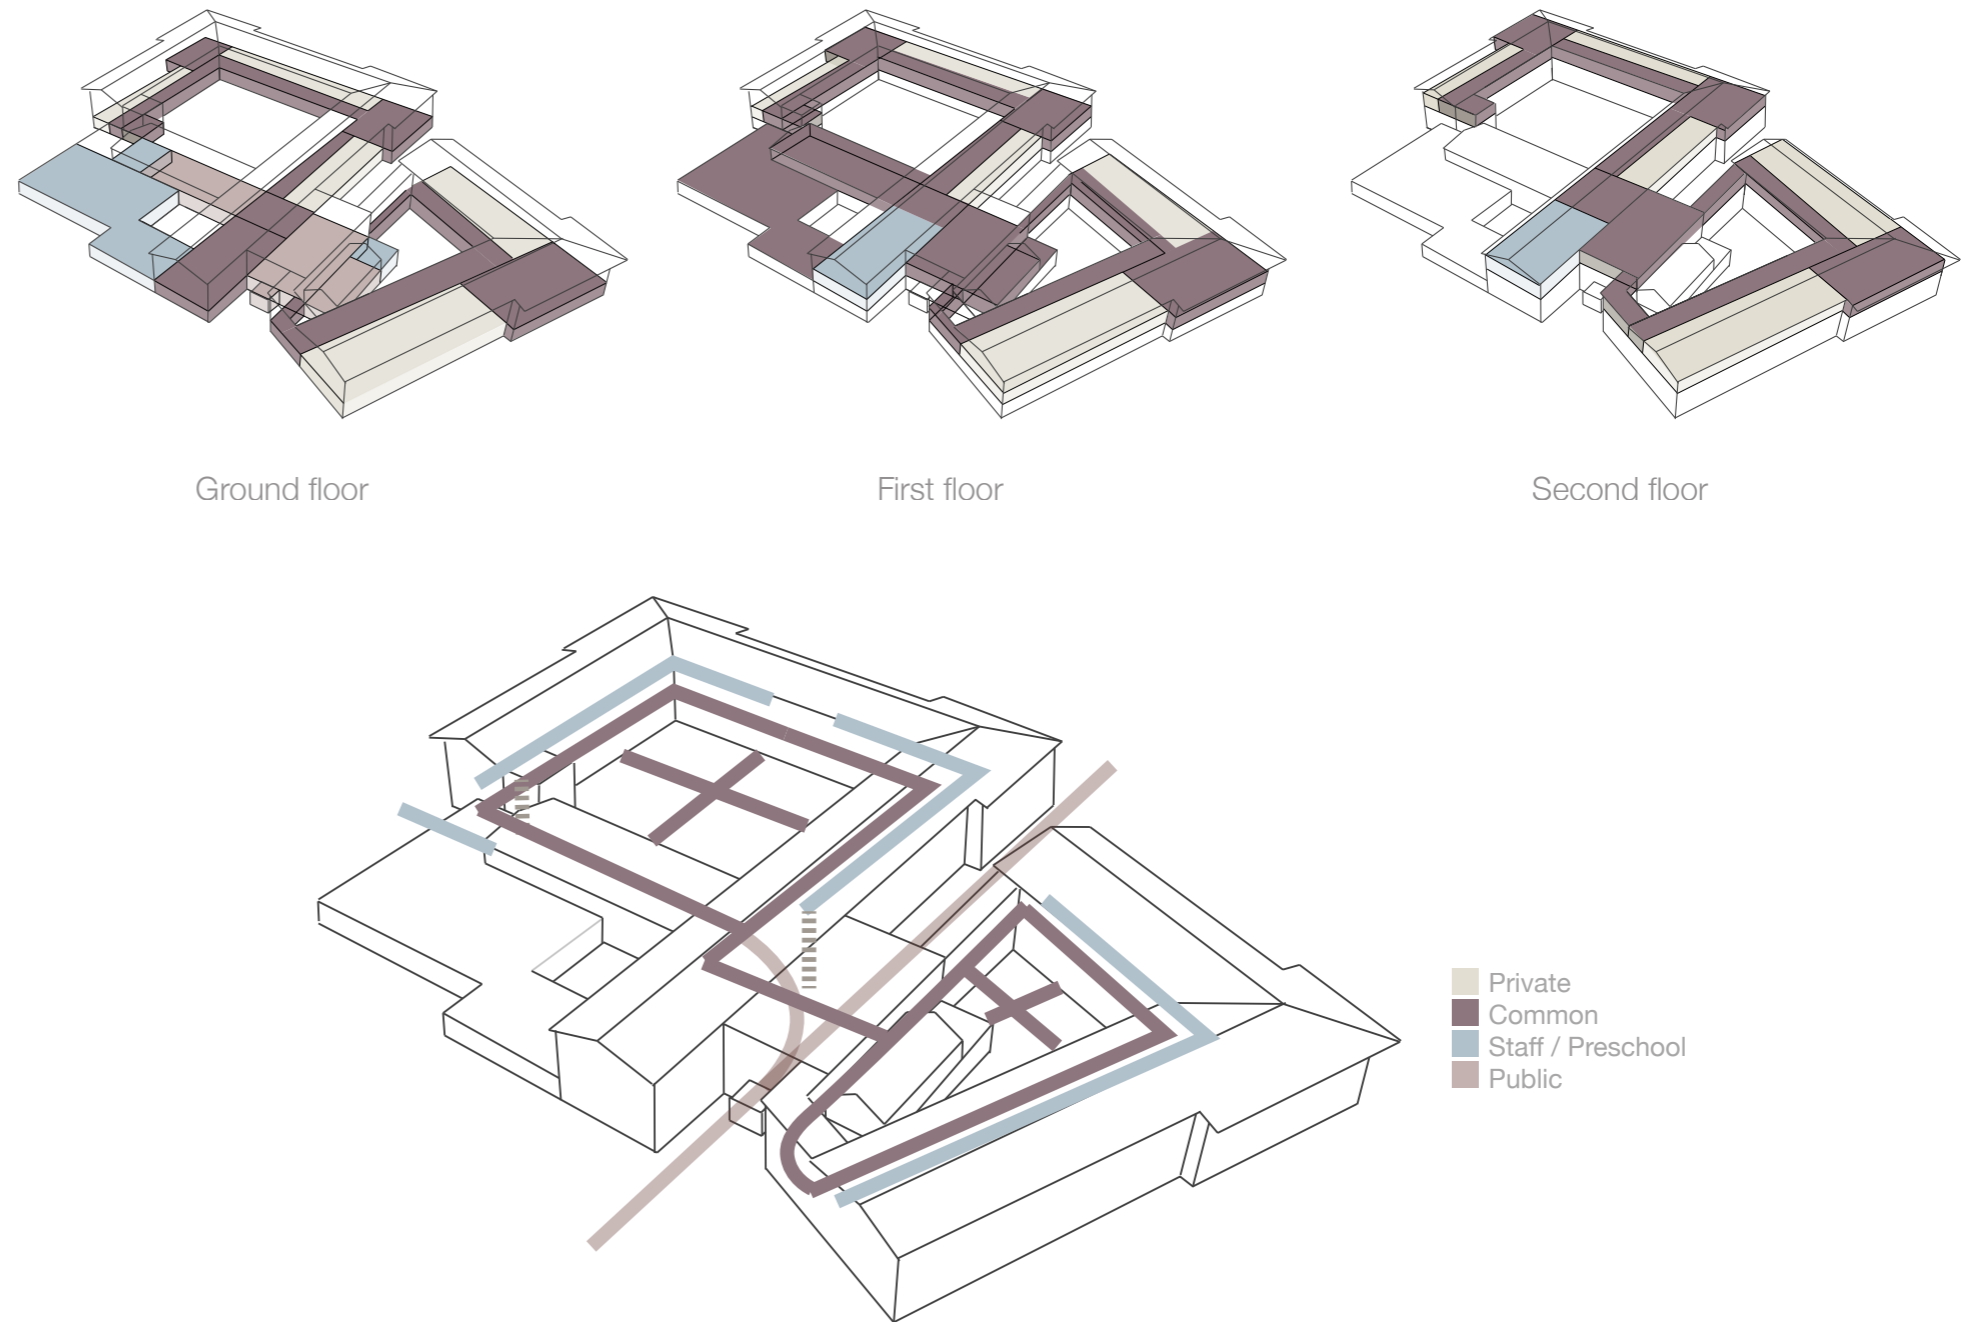 Ground floor
First floor
Second floor
Private
Common
Staff / Preschool
Public